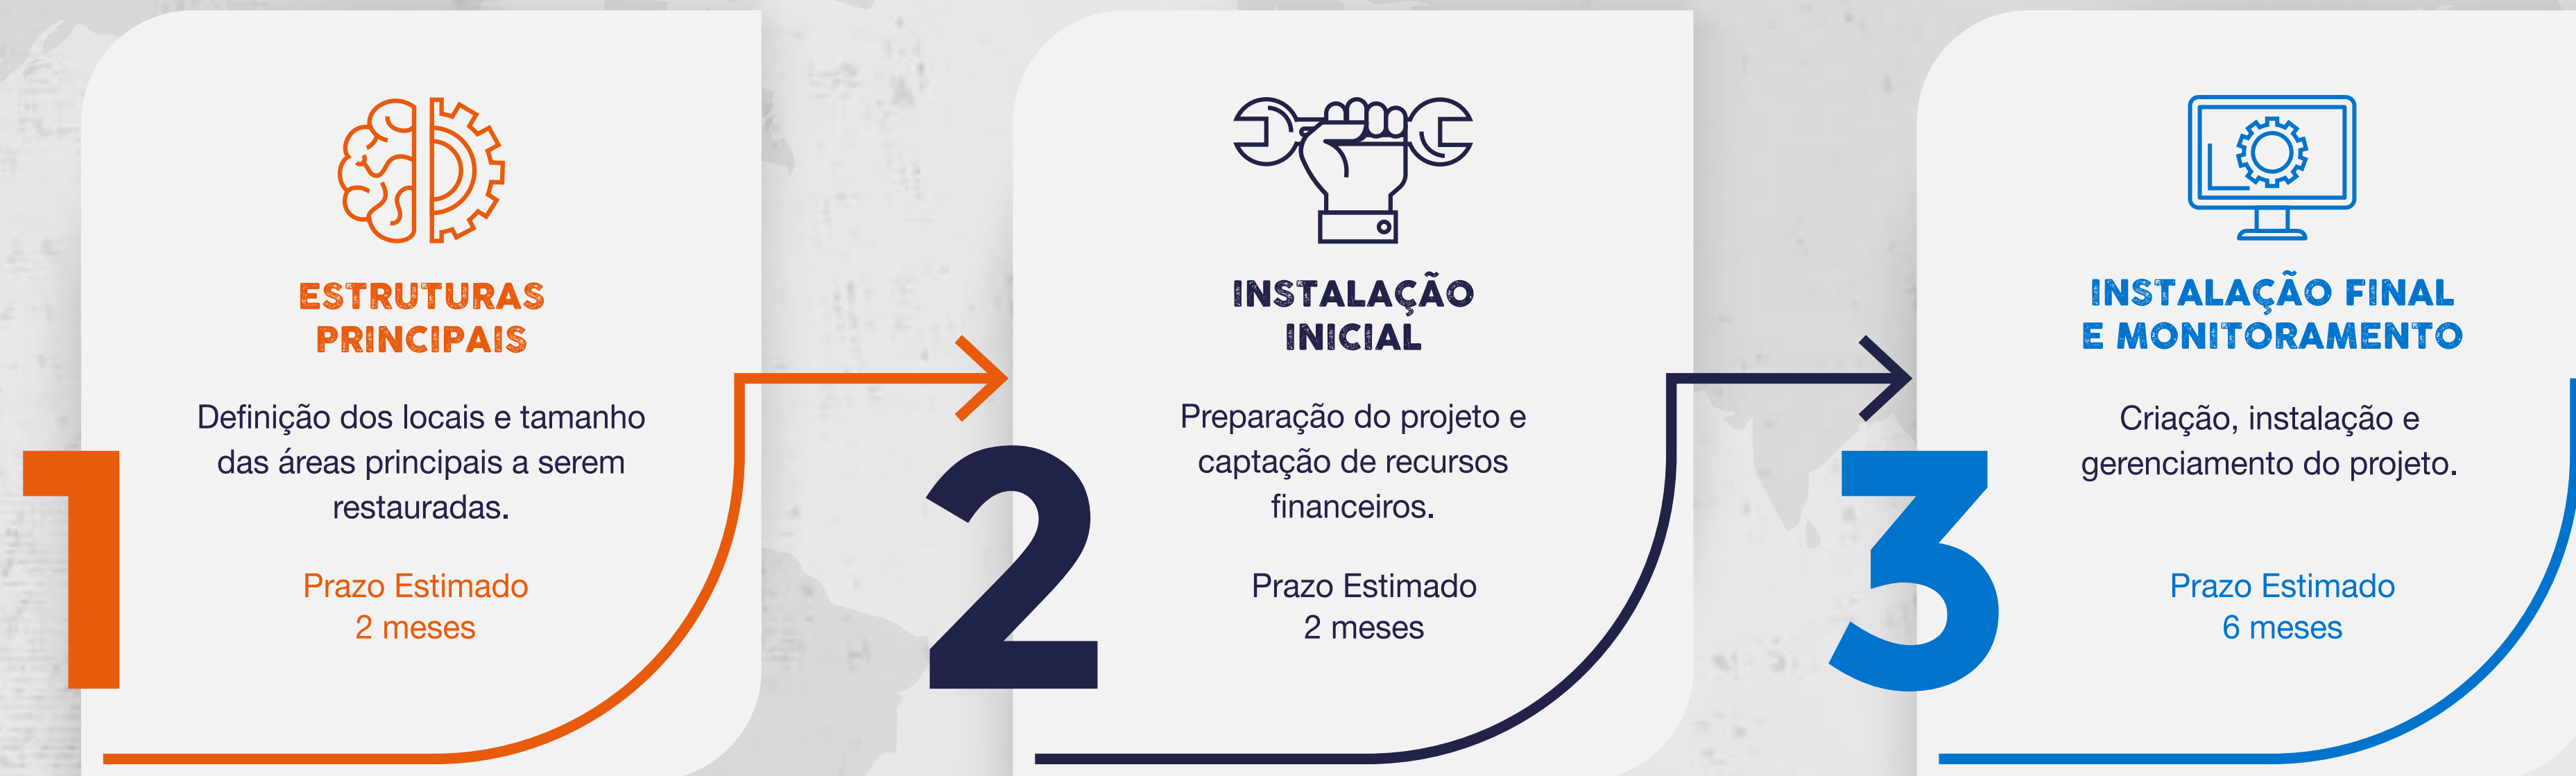 1
ESTRUTURAS
PRINCIPAIS
Definição dos locais e tamanho
das áreas principais a serem
restauradas.
Prazo Estimado
2 meses
2
INSTALAÇÃO
INICIAL
Preparação do projeto e
captação de recursos
financeiros.
Prazo Estimado
2 meses
3
INSTALAÇÃO FINAL
E MONITORAMENTO
Criação, instalação e
gerenciamento do projeto.
Prazo Estimado
6 meses